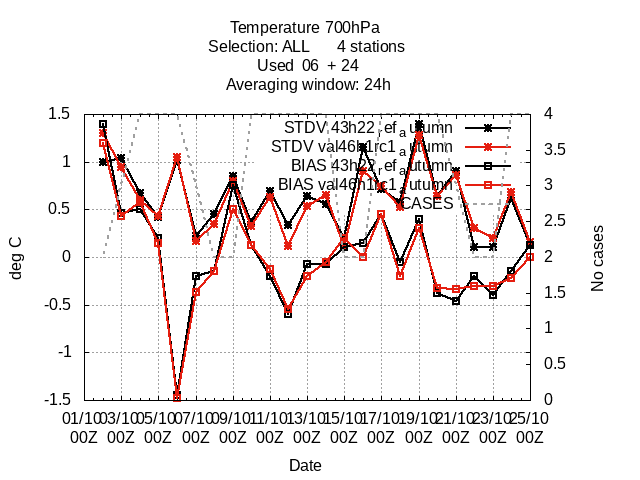 Temperature 700hPa
Selection: ALL 4 stations
Used 06 + 24
Averaging window: 24h
STDV 43h22_ref_autumn
STDV val46h1rc1_autumn
BIAS 43h22_ref_autumn
BIAS val46h1rc1_autumn
CASES
1.5
1
0.5
0
-0.5
-1
-1.5
deg C
4
3.5
3
2.5
2
1.5
1
0.5
0
No cases
01/10 03/10 05/10 07/10 09/10 11/10 13/10 15/10 17/10 19/10 21/10 23/10 25/10
00Z 00Z 00Z 00Z 00Z 00Z 00Z 00Z 00Z 00Z 00Z 00Z 00Z
Date